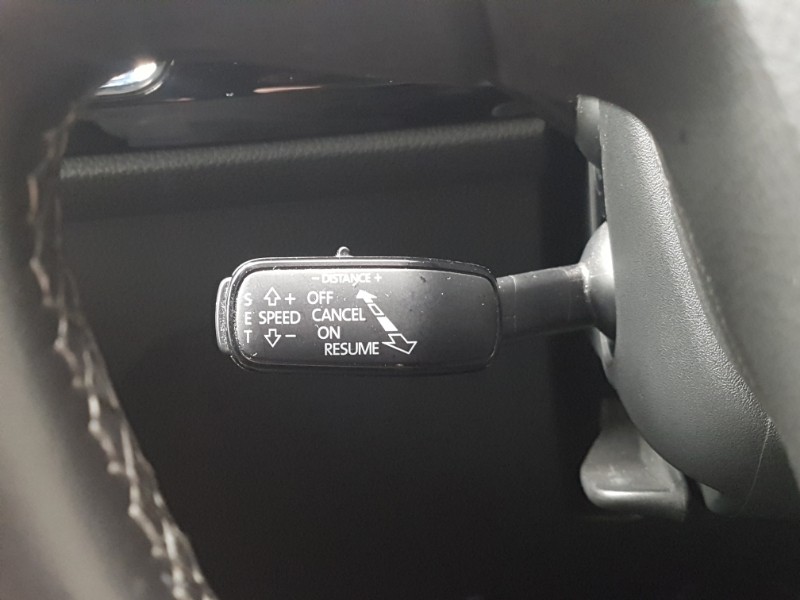 - DISTANCE +
S + OFF
E SPEED CANCEL
T - ON
RESUME